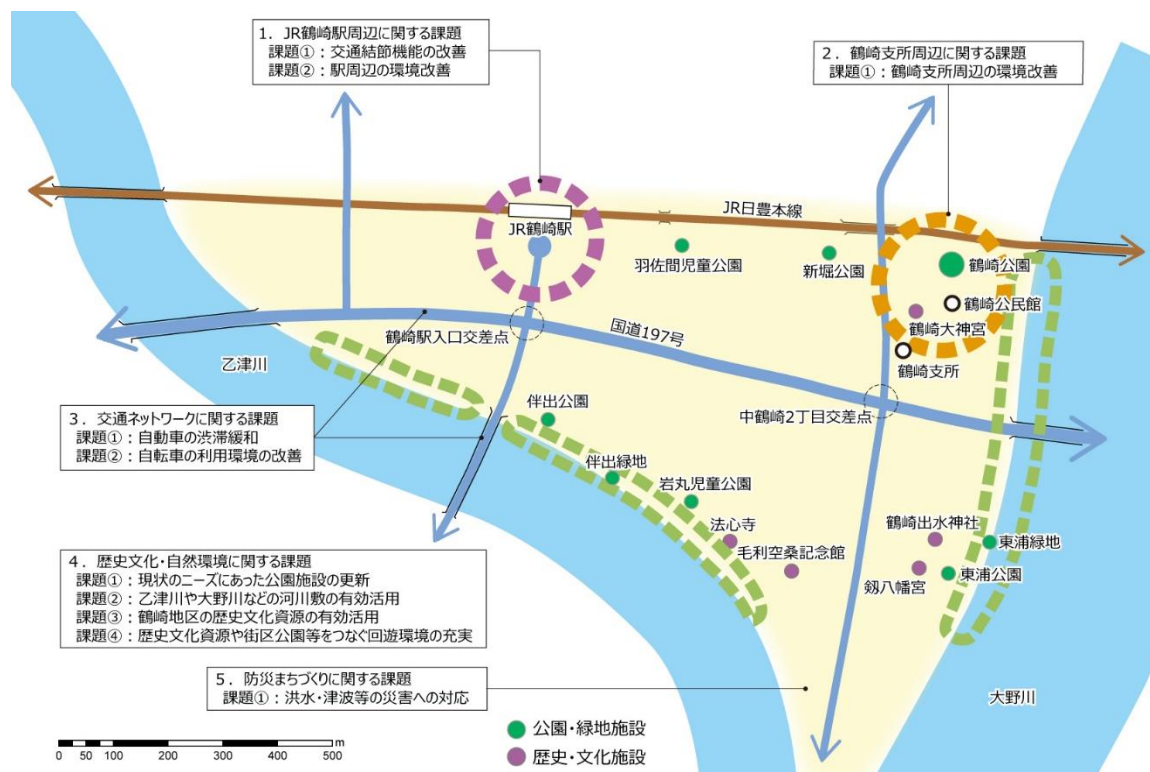 1．JR鶴崎駅周辺に関する課題
課題①：交通結節機能の改善
課題②：駅周辺の環境改善
2．鶴崎支所周辺に関する課題
課題①：鶴崎支所周辺の環境改善
JR日豊本線
JR鶴崎駅
羽佐間児童公園
新堀公園
鶴崎公園
鶴崎公民館
鶴崎大神宮
鶴崎支所
国道197号
鶴崎駅入口交差点
乙津川
中鶴崎2丁目交差点
3．交通ネットワークに関する課題
課題①：自動車の渋滞緩和
課題②：自転車の利用環境の改善
伴出公園
伴出緑地
岩丸児童公園
法心寺
毛利空桑記念館
鶴崎出水神社
東浦緑地
剱八幡宮
東浦公園
4．歴史文化・自然環境に関する課題
課題①：現状のニーズにあった公園施設の更新
課題②：乙津川や大野川などの河川敷の有効活用
課題③：鶴崎地区の歴史文化資源の有効活用
課題④：歴史文化資源や街区公園等をつなぐ回遊環境の充実
5．防災まちづくりに関する課題
課題①：洪水・津波等の災害への対応
大野川
公園・緑地施設
歴史・文化施設
m
0 50 100 200 300 400 500